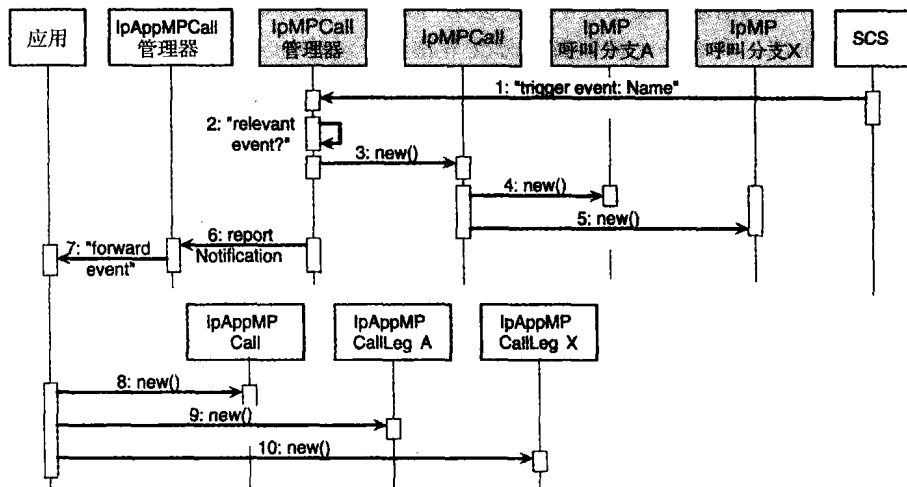 应用
IpAppMPCall
管理器
IpMPCall
管理器
IpMPCall
IpMP
呼叫分支A
IpMP
呼叫分支X
SCS
1: "trigger event: Name"
2: "relevant
event?"
3: new()
4: new()
5: new()
6: report
Notification
7: "forward
event"
IpAppMP
Call
IpAppMP
CallLeg A
IpAppMP
CallLeg X
8: new()
9: new()
10: new()